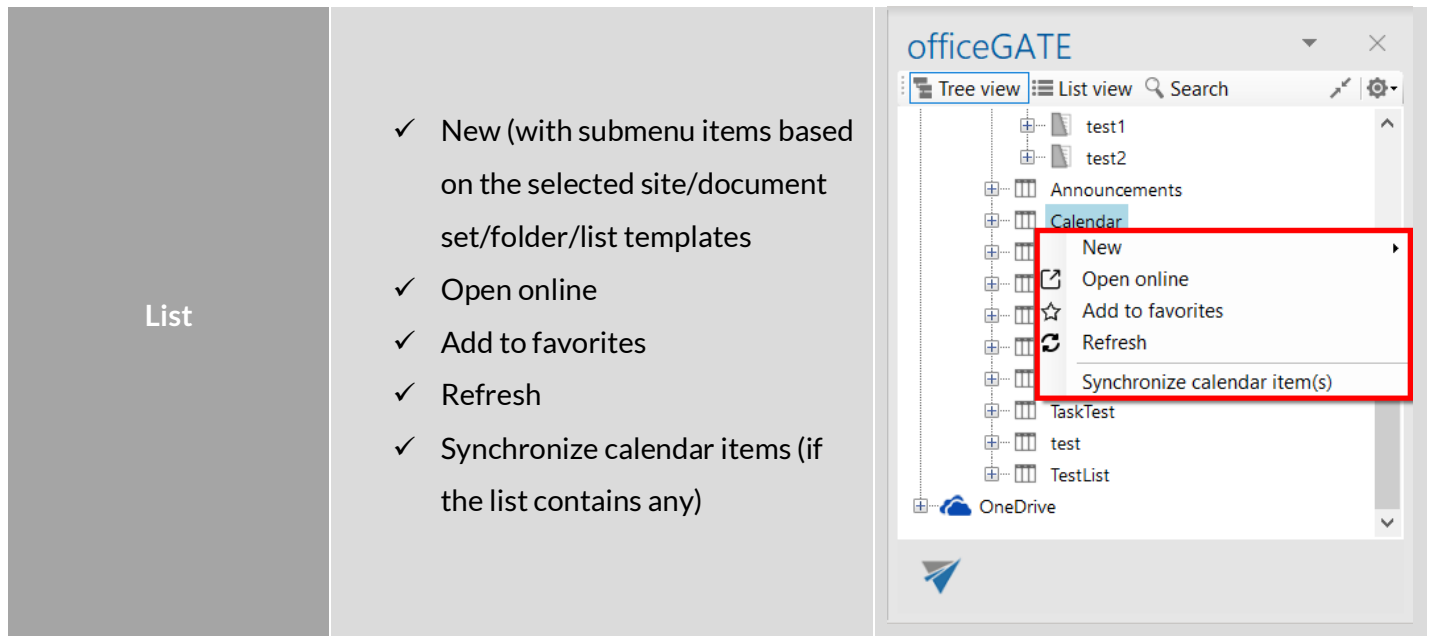 List
✓ New (with submenu items based
on the selected site/document
set/folder/list templates
✓ Open online
✓ Add to favorites
✓ Refresh
✓ Synchronize calendar items (if
the list contains any)
officeGATE
Tree view List view Search
test1
test2
Announcements
Calendar
New
Open online
Add to favorites
Refresh
Synchronize calendar item(s)
TaskTest
test
TestList
OneDrive